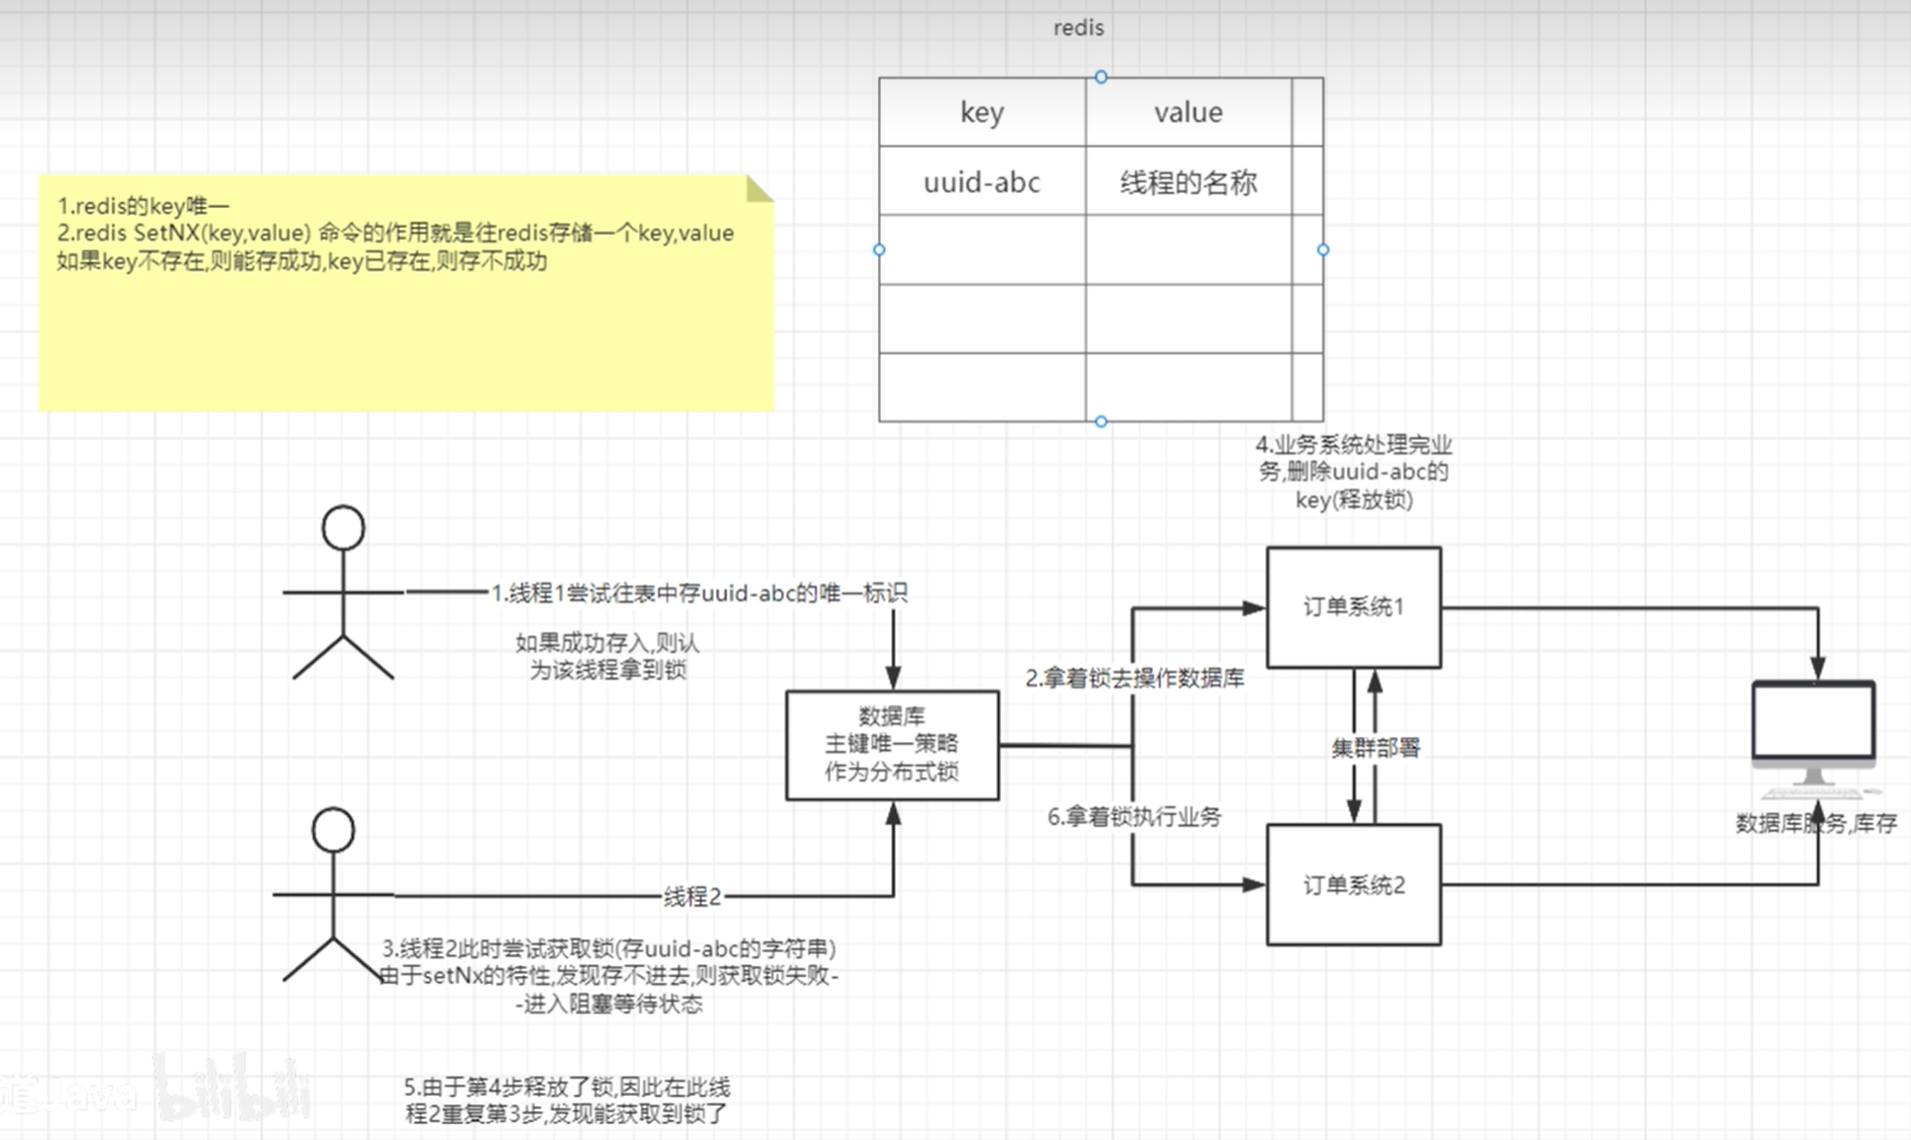 redis
key
value
uuid-abc
线程的名称
1.redis的key唯一
2.redis SetNX(key,value) 命令的作用就是往redis存储一个key,value
如果key不存在,则能存成功,key已存在,则存不成功
4.业务系统处理完业
务,删除uuid-abc的
key(释放锁)
1.线程1尝试往表中存uuid-abc的唯一标识
如果成功存入,则认
为该线程拿到锁
订单系统1
2.拿着锁去操作数据库
数据库
主键唯一策略
作为分布式锁
集群部署
6.拿着锁执行业务
数据库服务,库存
线程2
订单系统2
3.线程2此时尝试获取锁(存uuid-abc的字符串)
由于setNx的特性,发现存不进去,则获取锁失败-
-进入阻塞等待状态
5.由于第4步释放了锁,因此在此线
程2重复第3步,发现能获取到锁了
道Java
bilibili